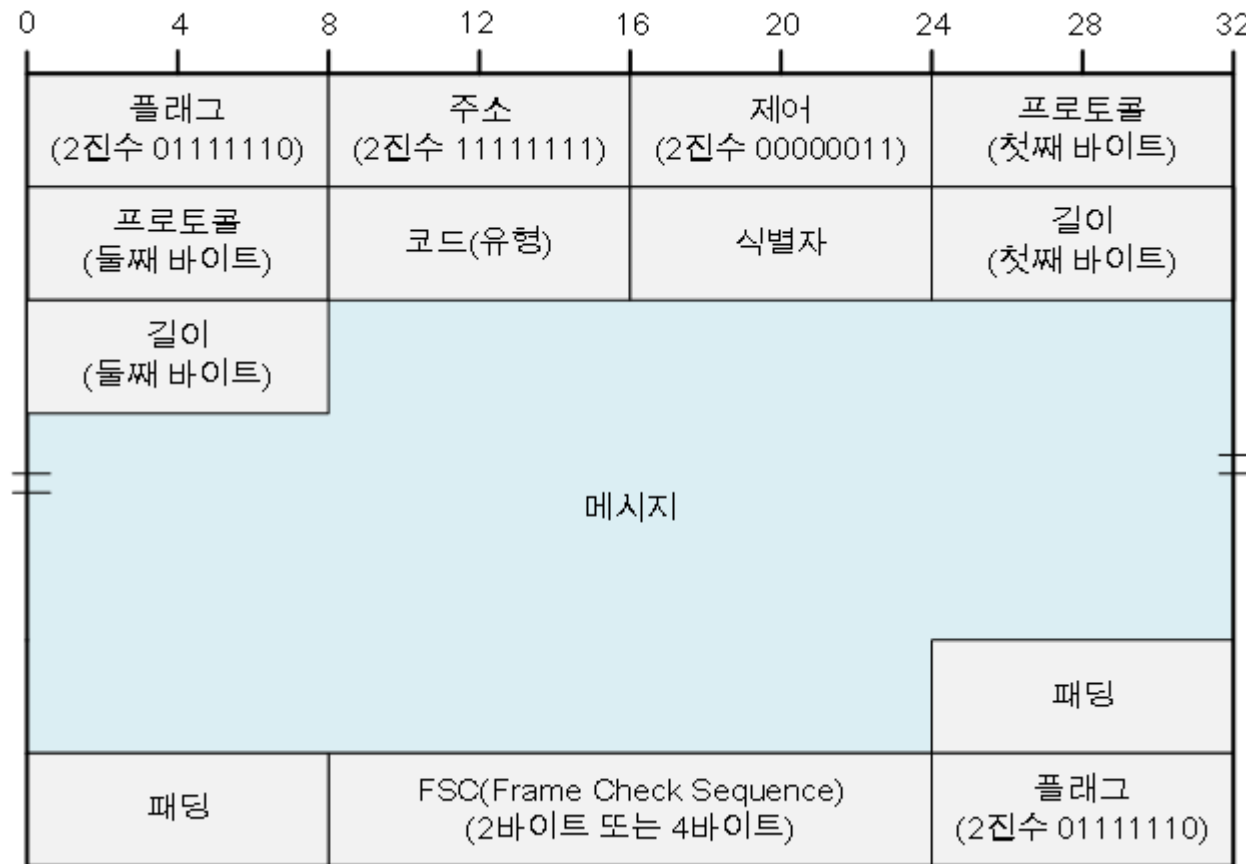 0 4 8 12 16 20 24 28 32
플래그 주소 제어 프로토콜
(2진수 01111110) (2진수 11111111) (2진수 00000011) (첫째 바이트)
프로토콜 코드(유형) 식별자 길이
(둘째 바이트) (첫째 바이트)
길이
(둘째 바이트)
메시지
패딩
패딩 FSC(Frame Check Sequence) 플래그
(2바이트 또는 4바이트) (2진수 01111110)